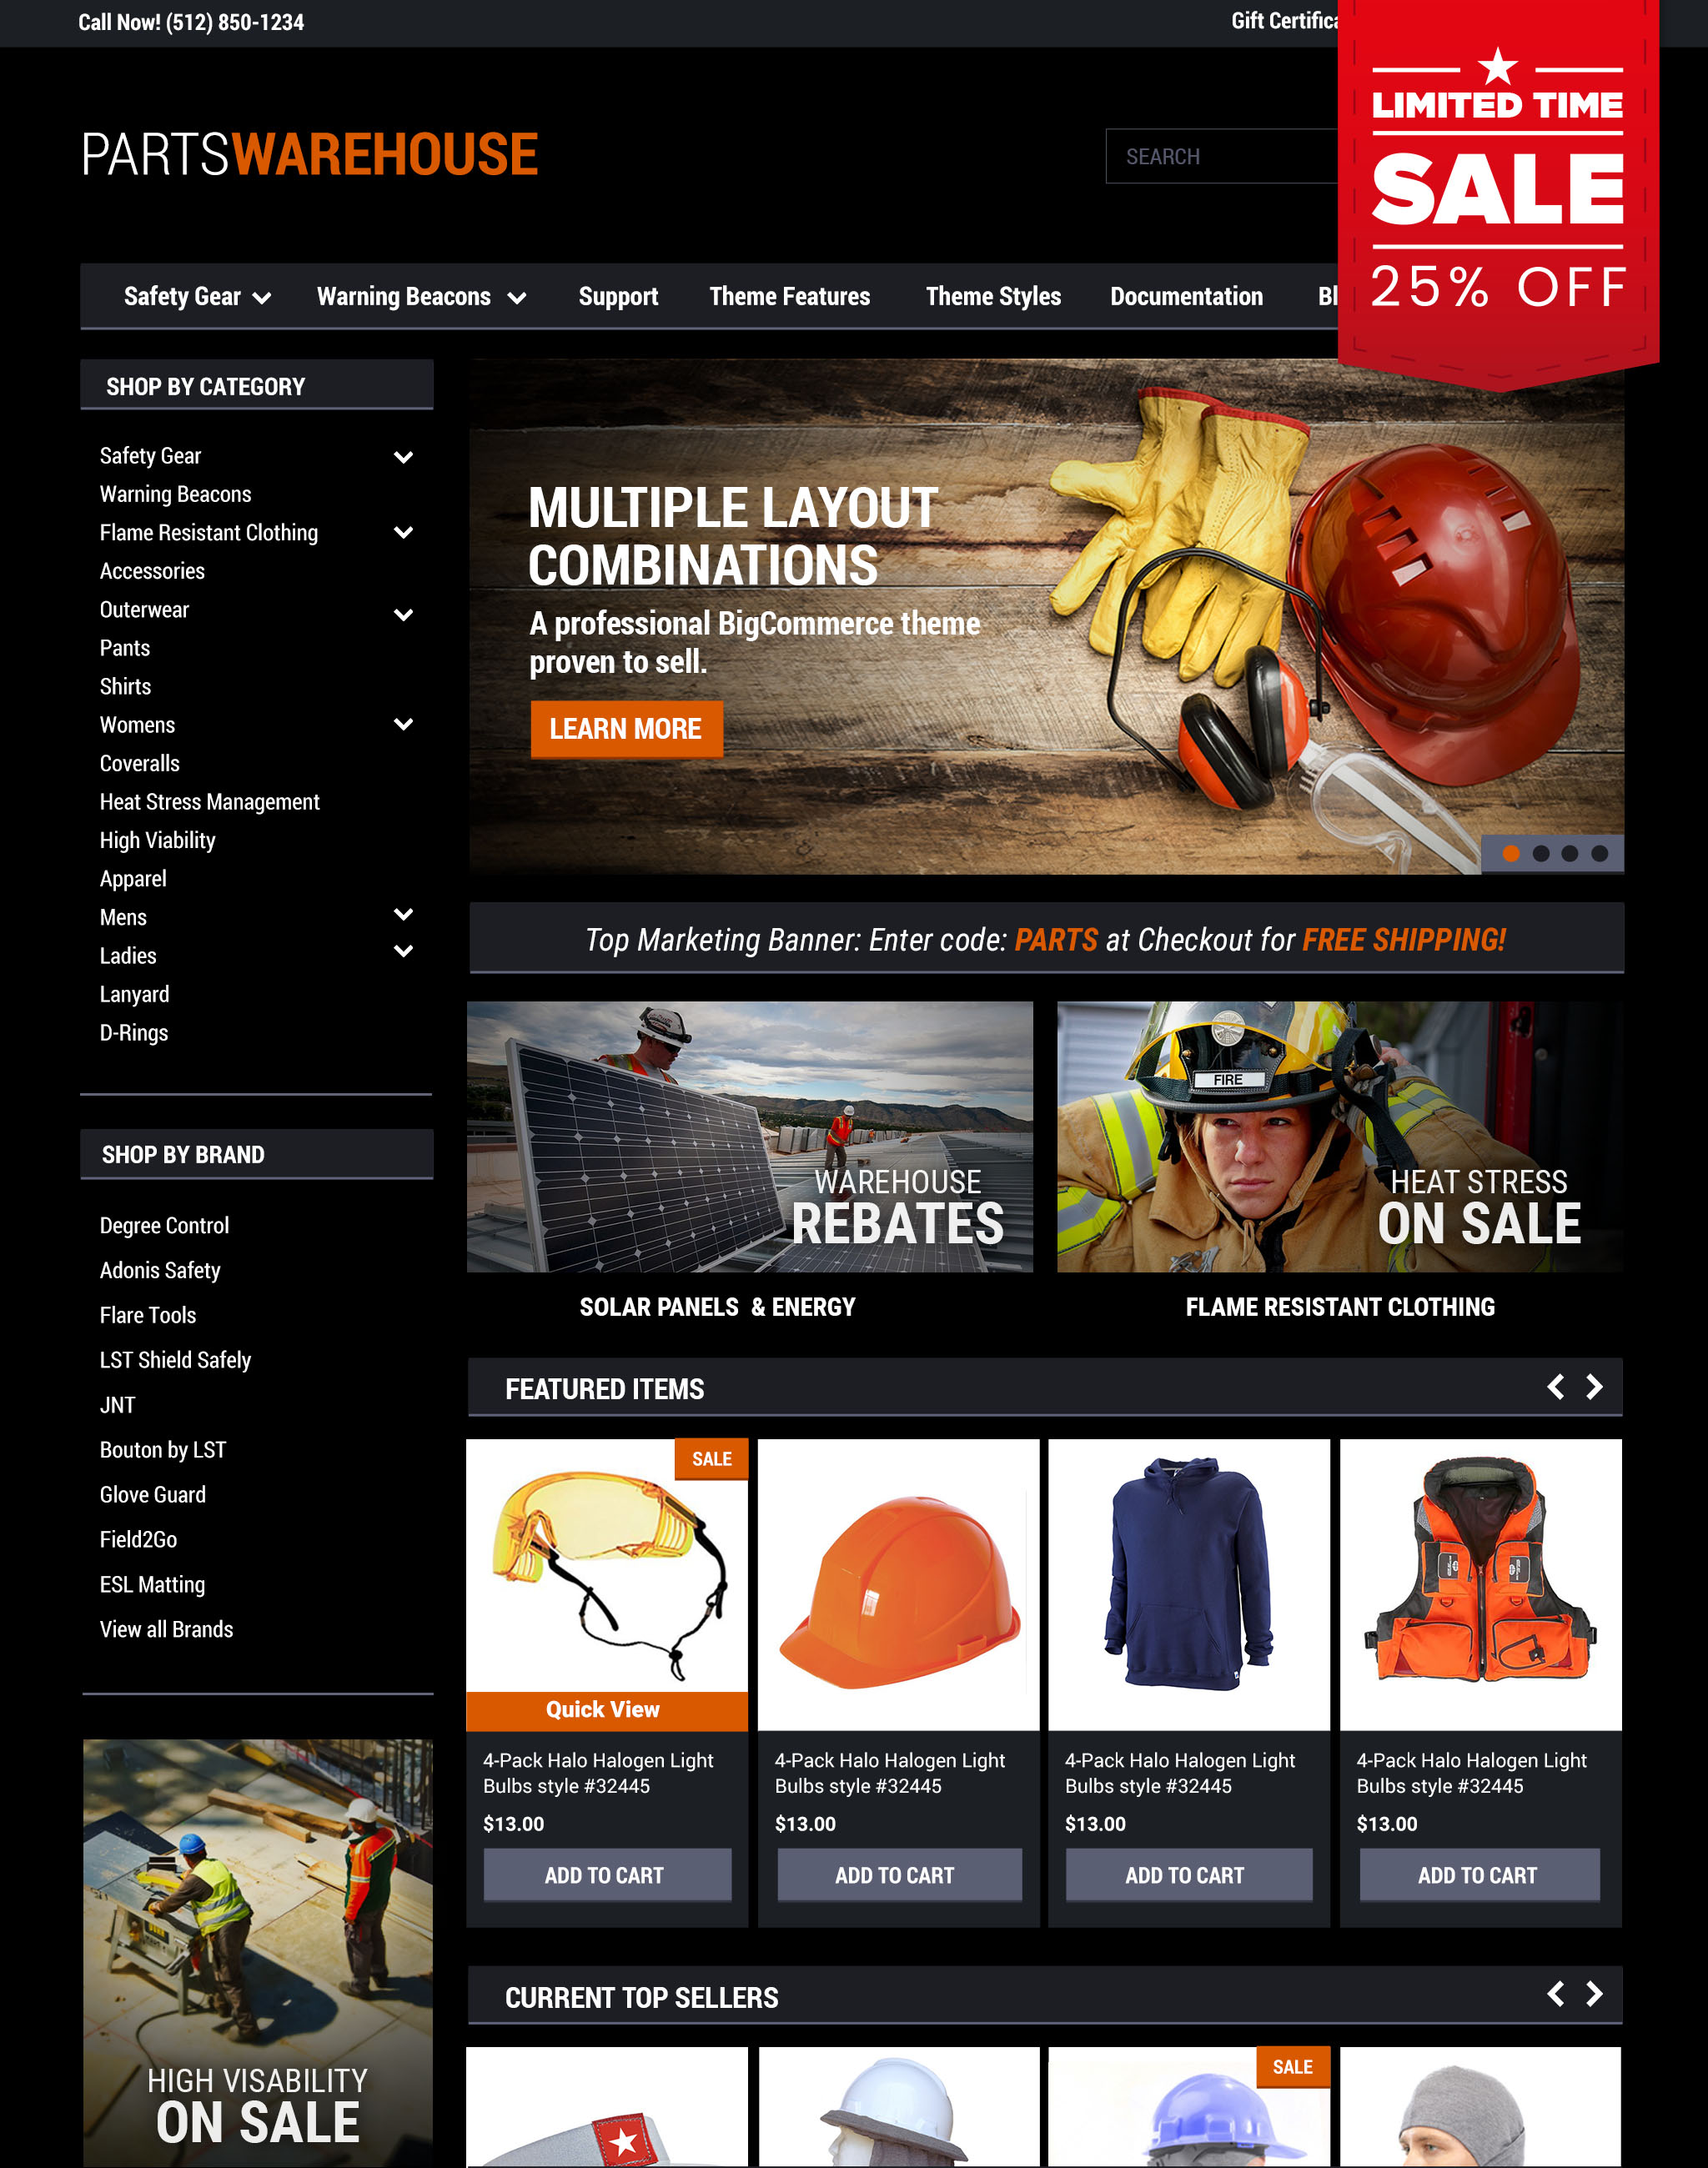 Call Now! (512) 850-1234
Gift Certifica
LIMITED TIME
SALE
25% OFF
PARTSWAREHOUSE
SEARCH
Safety Gear
Warning Beacons
Support
Theme Features
Theme Styles
Documentation
Bl
SHOP BY CATEGORY
Safety Gear
Warning Beacons
Flame Resistant Clothing
Accessories
Outerwear
Pants
Shirts
Womens
Coveralls
Heat Stress Management
High Viability
Apparel
Mens
Ladies
Lanyard
D-Rings
SHOP BY BRAND
Degree Control
Adonis Safety
Flare Tools
LST Shield Safely
JNT
Bouton by LST
Glove Guard
Field2Go
ESL Matting
View all Brands
HIGH VISABILITY
ON SALE
MULTIPLE LAYOUT
COMBINATIONS
A professional BigCommerce theme
proven to sell.
LEARN MORE
Top Marketing Banner: Enter code: PARTS at Checkout for FREE SHIPPING!
WAREHOUSE
REBATES
SOLAR PANELS & ENERGY
FIRE
HEAT STRESS
ON SALE
FLAME RESISTANT CLOTHING
FEATURED ITEMS
SALE
Quick View
4-Pack Halo Halogen Light
Bulbs style #32445
$13.00
ADD TO CART
4-Pack Halo Halogen Light
Bulbs style #32445
$13.00
ADD TO CART
4-Pack Halo Halogen Light
Bulbs style #32445
$13.00
ADD TO CART
4-Pack Halo Halogen Light
Bulbs style #32445
$13.00
ADD TO CART
CURRENT TOP SELLERS
SALE